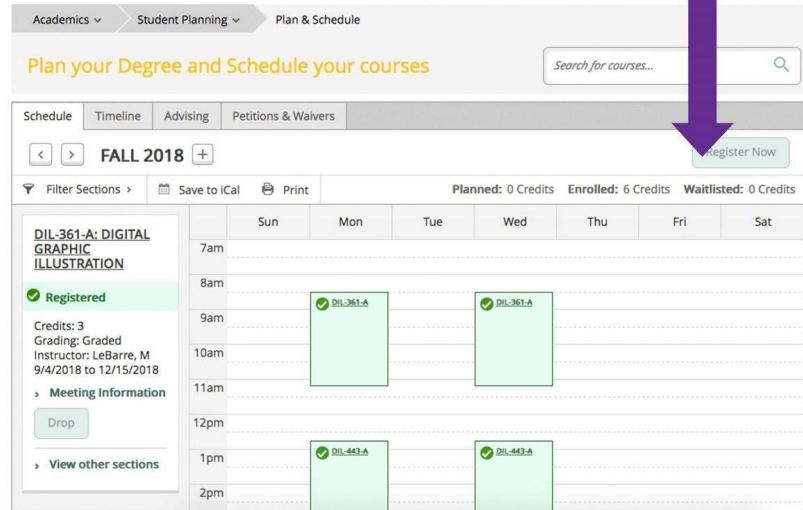 Academics
Student Planning
Plan & Schedule
Plan your Degree and Schedule your courses
Search for courses...
Schedule
Timeline
Advising
Petitions & Waivers
FALL 2018
Register Now
Filter Sections
Save to iCal
Print
Planned: 0 Credits
Enrolled: 6 Credits
Waitlisted: 0 Credits
DIL-361-A: DIGITAL
GRAPHIC
ILLUSTRATION
Registered
Credits: 3
Grading: Graded
Instructor: LeBarre, M
9/4/2018 to 12/15/2018
Meeting Information
Drop
View other sections
Sun Mon Tue Wed Thu Fri Sat
7am
8am
DIL-361-A DIL-361-A
9am
10am
11am
12pm
DIL-443-A DIL-443-A
1pm
2pm